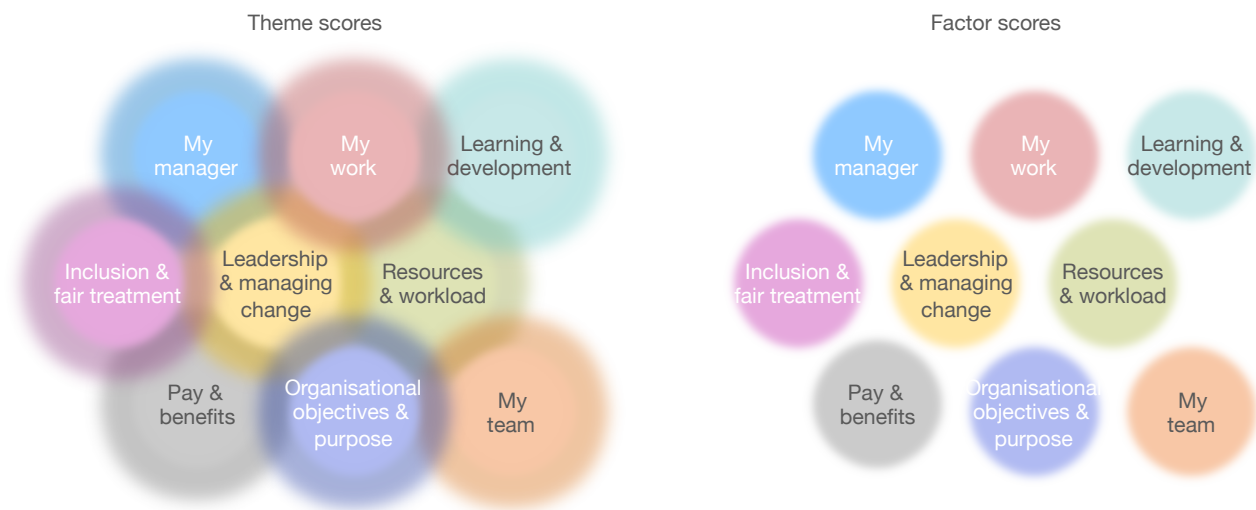 Theme scores
My
manager
My
work
Learning &
development
Inclusion &
fair treatment
Leadership
& managing
change
Resources
& workload
Pay &
benefits
Organisational
objectives &
purpose
My
team
Factor scores
My
manager
My
work
Learning &
development
Inclusion &
fair treatment
Leadership
& managing
change
Resources
& workload
Pay &
benefits
Organisational
objectives &
purpose
My
team